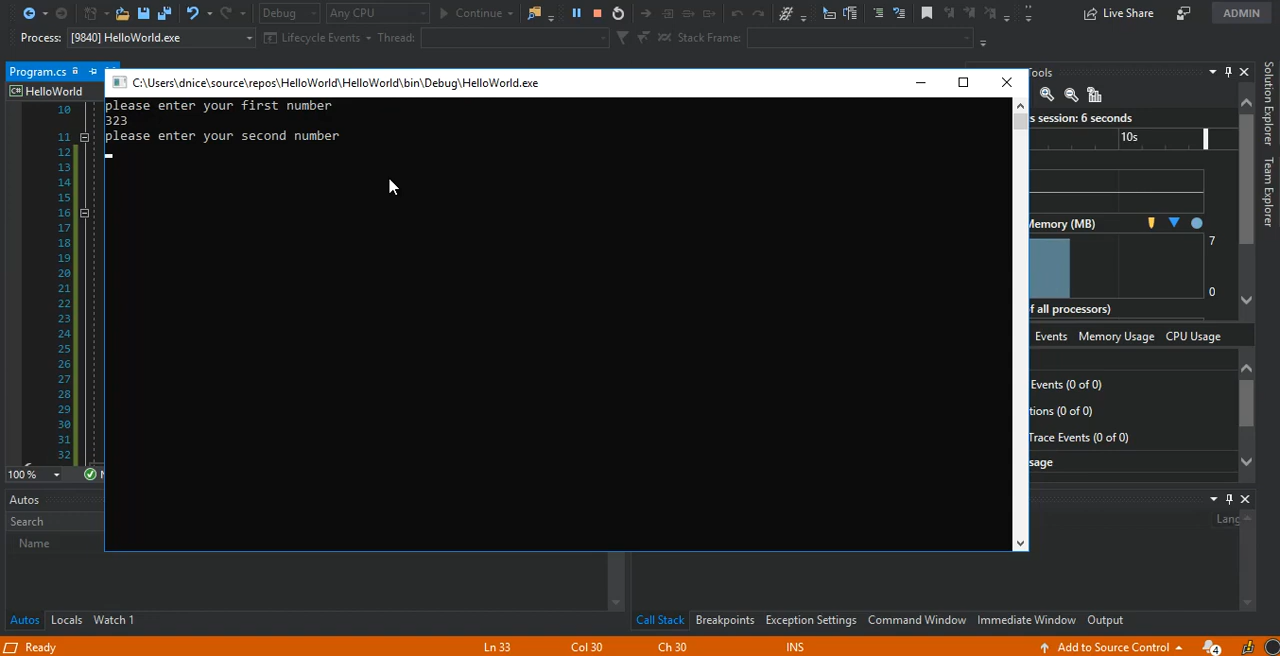 Debug
Any CPU
Continue
Live Share
ADMIN
Process:
[9840] HelloWorld.exe
Lifecycle Events
Thread:
Stack Frame:
Program.cs
C# HelloWorld
C:\Users\dnice\source\repos\HelloWorld\HelloWorld\bin\Debug\HelloWorld.exe
please enter your first number
323
please enter your second number
10
11
12
13
14
15
16
17
18
19
20
21
22
23
24
25
26
27
28
29
30
31
32
100 %
ools
s session: 6 seconds
10s
Memory (MB)
7
0
f all processors)
Events
Memory Usage
CPU Usage
Events (0 of 0)
tions (0 of 0)
Trace Events (0 of 0)
sage
Solution Explorer
Team Explorer
Autos
Search
Name
Lang
Autos
Locals
Watch 1
Call Stack
Breakpoints
Exception Settings
Command Window
Immediate Window
Output
Ready
Ln 33
Col 30
Ch 30
INS
Add to Source Control
4